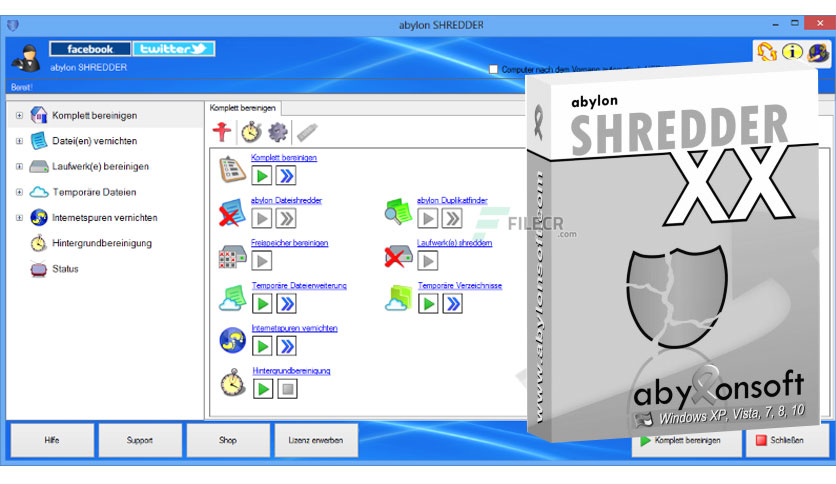 abylon SHREDDER
facebook
twitter
abylon SHREDDER
Computer nach dem Vorgang
Bereit!
Komplett bereinigen
Datei(en) vernichten
Laufwerk(e) bereinigen
Temporäre Dateien
Internetspuren vernichten
Hintergrundbereinigung
Status
Komplett bereinigen
Komplett bereinigen
abylon Dateishredder
abylon Duplikatfinder
Freispeicher bereinigen
Laufwerk(e) shreddern
Temporäre Dateierweiterung
Temporäre Verzeichnisse
Internetspuren vernichten
Hintergrundbereinigung
FILECR
.com
abylon
SHREDDER
XX
www.abylonsoft.com
abylonsoft
Windows XP, Vista, 7, 8, 10
Hilfe
Support
Shop
Lizenz erwerben
Komplett bereinigen
Schließen